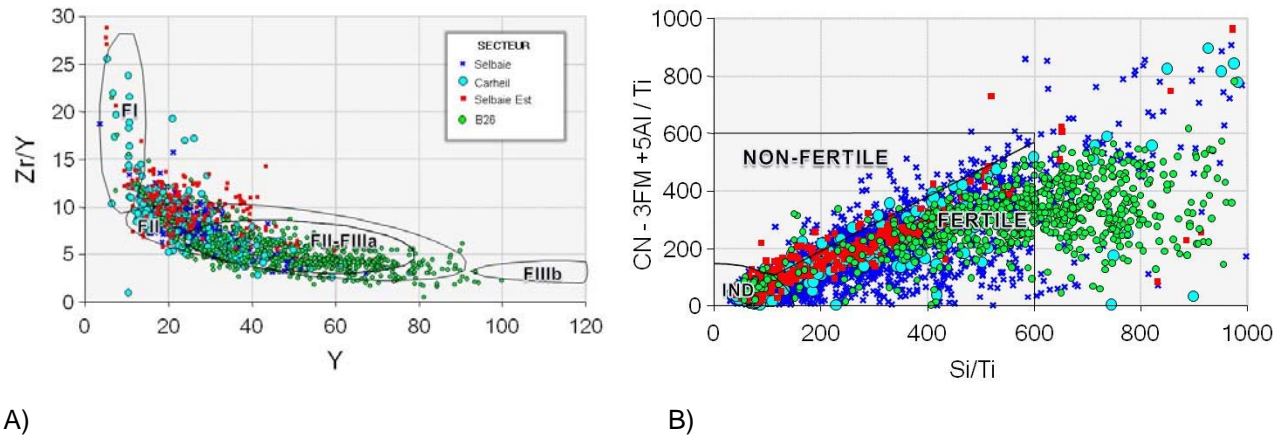 30
25
20
15
10
5
0
Zr/Y
0 20 40 60 80 100 120
Y
SECTEUR
Selbaie
Carheil
Selbaie Est
B26
FI
FII
FII-FIIIa
FIIIb
A)
1000
800
600
400
200
0
CN - 3FM +5Al / Ti
0 200 400 600 800 1000
Si/Ti
NON-FERTILE
FERTILE
IND
B)